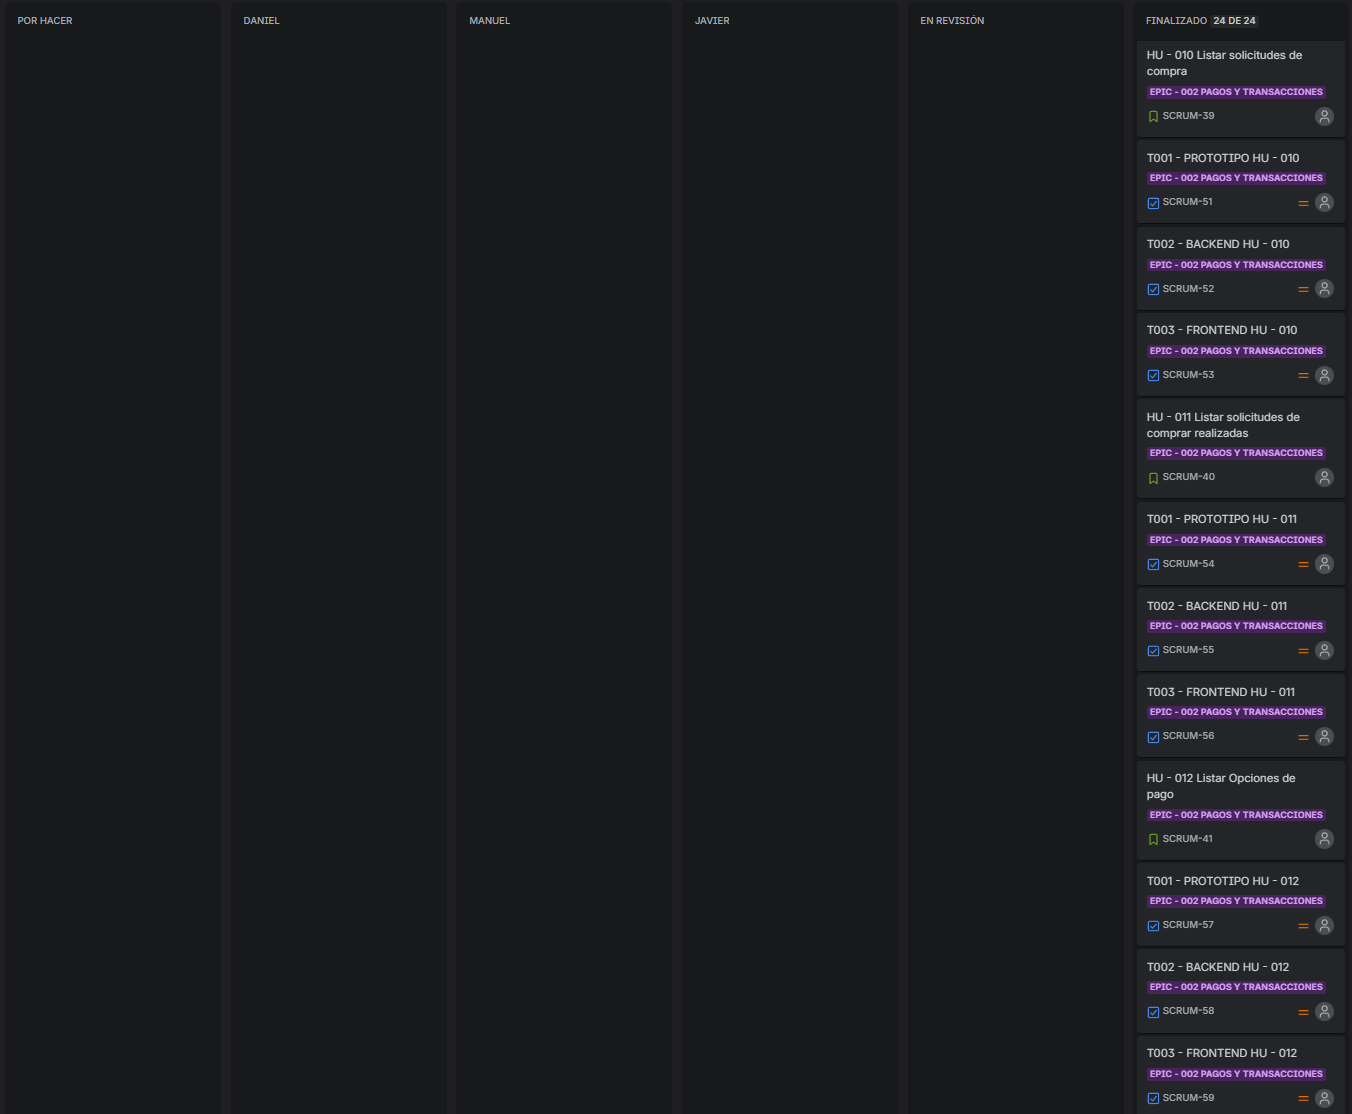 POR HACER
DANIEL
MANUEL
JAVIER
EN REVISIÓN
FINALIZADO 24 DE 24
HU - 010 Listar solicitudes de
compra
EPIC - 002 PAGOS Y TRANSACCIONES
SCRUM-39
T001 - PROTOTIPO HU - 010
EPIC - 002 PAGOS Y TRANSACCIONES
SCRUM-51
T002 - BACKEND HU - 010
EPIC - 002 PAGOS Y TRANSACCIONES
SCRUM-52
T003 - FRONTEND HU - 010
EPIC - 002 PAGOS Y TRANSACCIONES
SCRUM-53
HU - 011 Listar solicitudes de
comprar realizadas
EPIC - 002 PAGOS Y TRANSACCIONES
SCRUM-40
T001 - PROTOTIPO HU - 011
EPIC - 002 PAGOS Y TRANSACCIONES
SCRUM-54
T002 - BACKEND HU - 011
EPIC - 002 PAGOS Y TRANSACCIONES
SCRUM-55
T003 - FRONTEND HU - 011
EPIC - 002 PAGOS Y TRANSACCIONES
SCRUM-56
HU - 012 Listar Opciones de
pago
EPIC - 002 PAGOS Y TRANSACCIONES
SCRUM-41
T001 - PROTOTIPO HU - 012
EPIC - 002 PAGOS Y TRANSACCIONES
SCRUM-57
T002 - BACKEND HU - 012
EPIC - 002 PAGOS Y TRANSACCIONES
SCRUM-58
T003 - FRONTEND HU - 012
EPIC - 002 PAGOS Y TRANSACCIONES
SCRUM-59